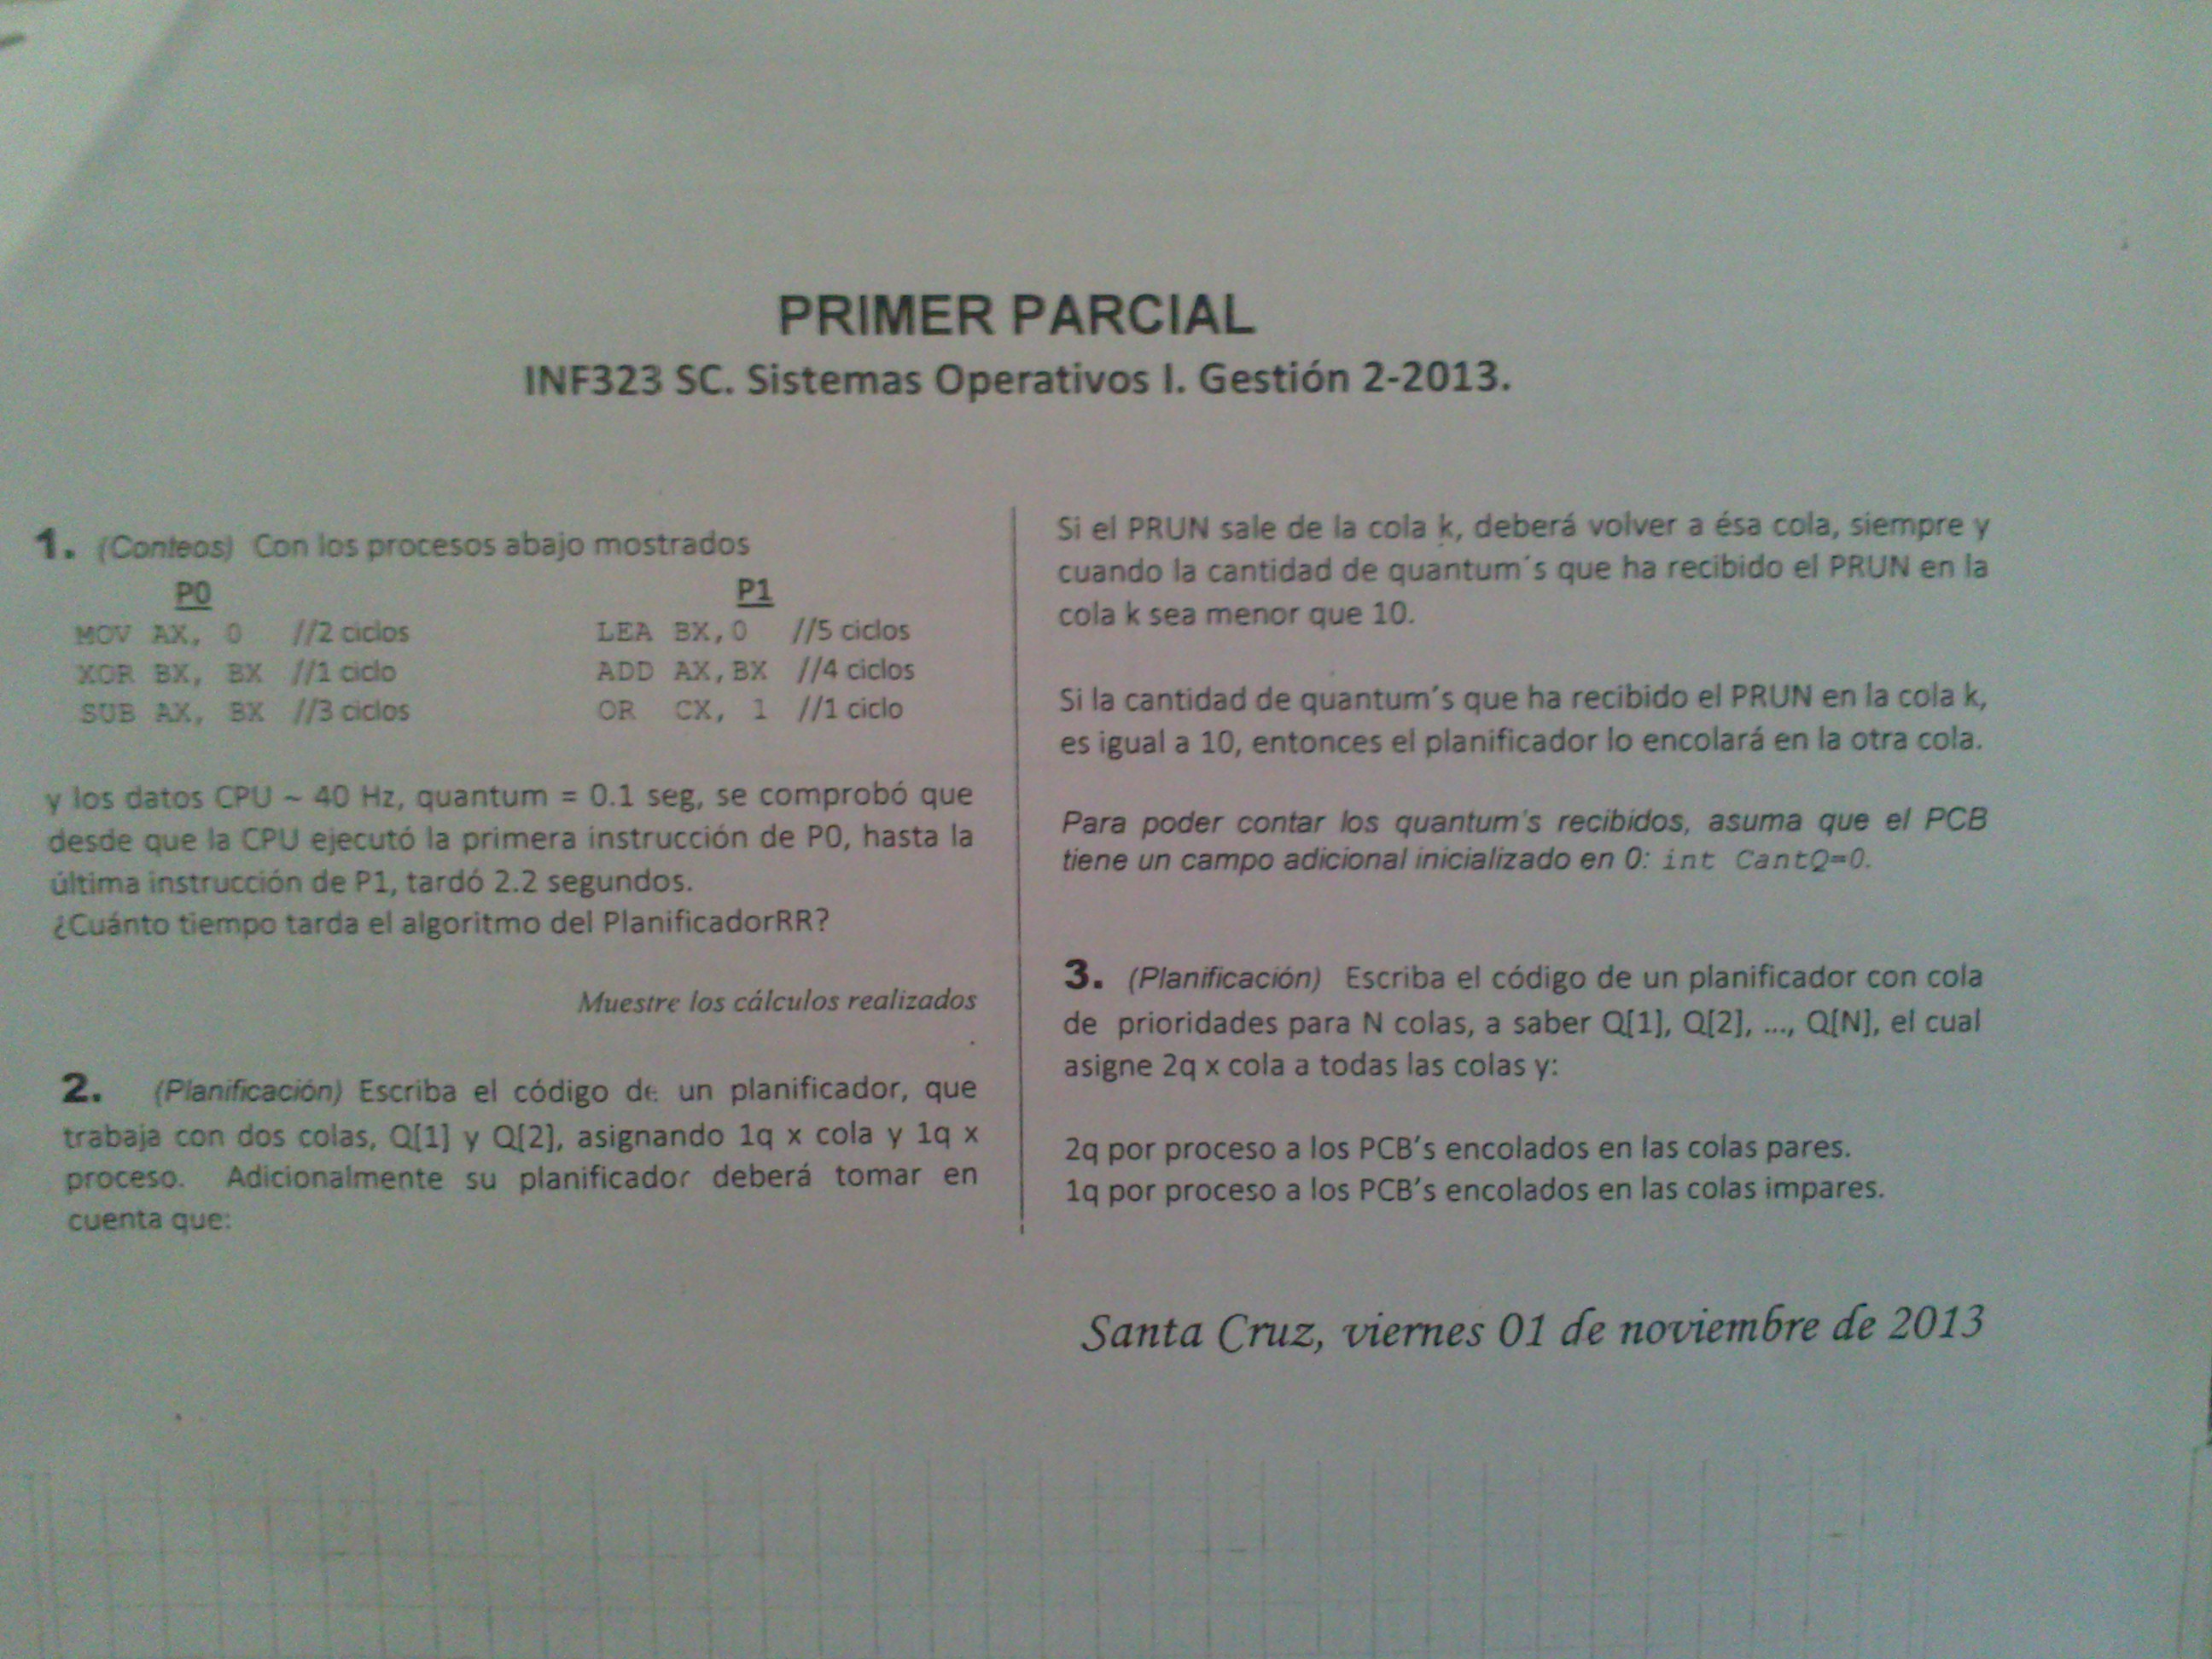 PRIMER PARCIAL
INF323 SC. Sistemas Operativos I. Gestión 2-2013.
1. (Conteos) Con los procesos abajo mostrados
P0 P1
MOV AX, 0 //2 ciclos LEA BX,0 //5 ciclos
XOR BX, BX //1 ciclo ADD AX,BX //4 ciclos
SUB AX, BX //3 ciclos OR CX, 1 //1 ciclo
y los datos CPU ~ 40 Hz, quantum = 0.1 seg, se comprobó que
desde que la CPU ejecutó la primera instrucción de P0, hasta la
última instrucción de P1, tardó 2.2 segundos.
¿Cuánto tiempo tarda el algoritmo del PlanificadorRR?
Muestre los cálculos realizados
2. (Planificación) Escriba el código de un planificador, que
trabaja con dos colas, Q[1] y Q[2], asignando 1q x cola y 1q x
proceso. Adicionalmente su planificador deberá tomar en
cuenta que:
Si el PRUN sale de la cola k, deberá volver a ésa cola, siempre y
cuando la cantidad de quantum´s que ha recibido el PRUN en la
cola k sea menor que 10.
Si la cantidad de quantum´s que ha recibido el PRUN en la cola k,
es igual a 10, entonces el planificador lo encolará en la otra cola.
Para poder contar los quantum's recibidos, asuma que el PCB
tiene un campo adicional inicializado en 0: int CantQ=0.
3. (Planificación) Escriba el código de un planificador con cola
de prioridades para N colas, a saber Q[1], Q[2], ..., Q[N], el cual
asigne 2q x cola a todas las colas y:
2q por proceso a los PCB’s encolados en las colas pares.
1q por proceso a los PCB’s encolados en las colas impares.
Santa Cruz, viernes 01 de noviembre de 2013